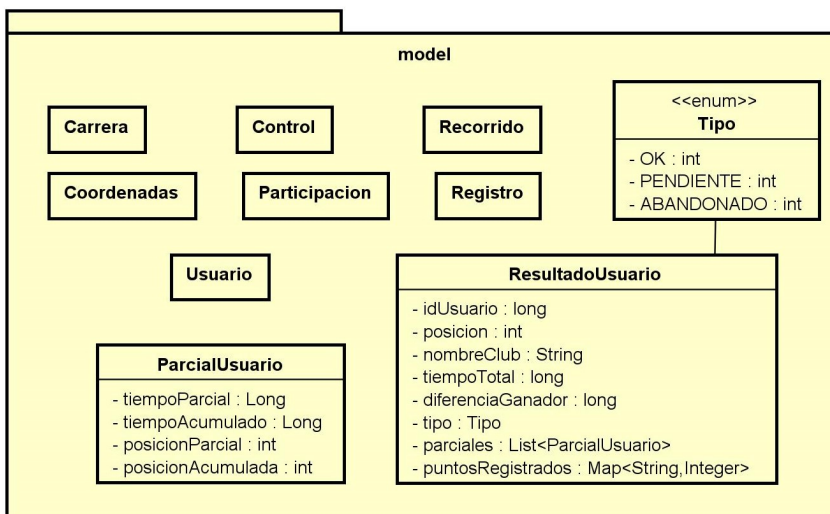 model
Carrera
Control
Recorrido
<<enum>>
Tipo
- OK : int
- PENDIENTE : int
- ABANDONADO : int
Coordenadas
Participacion
Registro
Usuario
ResultadoUsuario
- idUsuario : long
- posicion : int
- nombreClub : String
- tiempoTotal : long
- diferenciaGanador : long
- tipo : Tipo
- parciales : List<ParcialUsuario>
- puntosRegistrados : Map<String,Integer>
ParcialUsuario
- tiempoParcial : Long
- tiempoAcumulado : Long
- posicionParcial : int
- posicionAcumulada : int